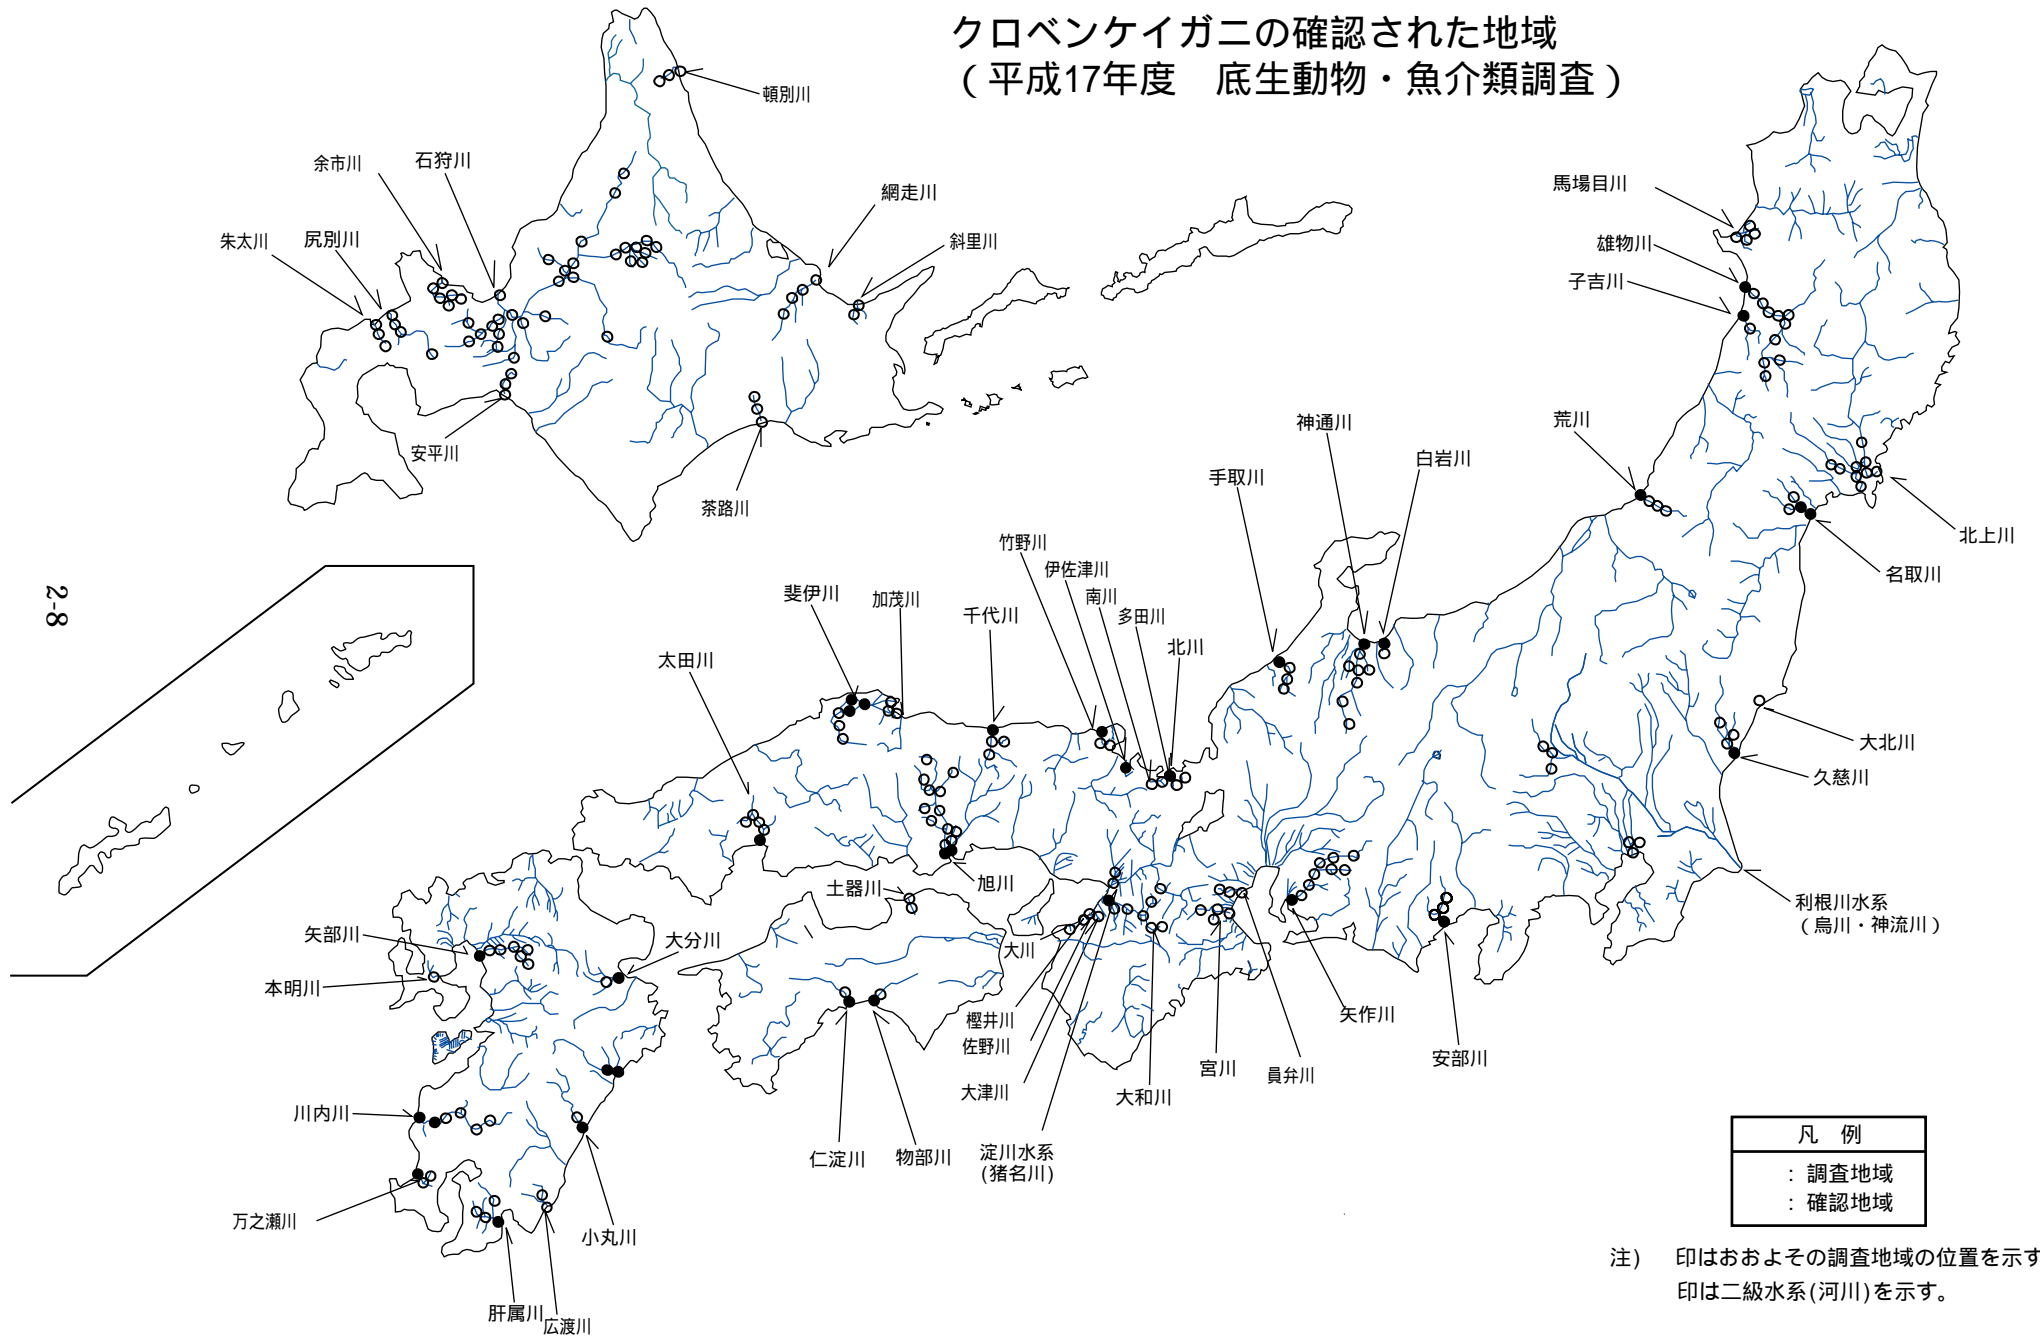 クロベンケイガニの確認された地域
（平成17年度　底生動物・魚介類調査）
頓別川
余市川
石狩川
網走川
朱太川
尻別川
斜里川
安平川
茶路川
馬場目川
雄物川
子吉川
荒川
神通川
白岩川
手取川
北上川
名取川
竹野川
伊佐津川
南川
多田川
北川
斐伊川
加茂川
千代川
太田川
大北川
久慈川
旭川
土器川
利根川水系
（烏川・神流川）
矢部川
大分川
本明川
大川
樫井川
佐野川
大津川
淀川水系
(猪名川)
大和川
宮川
員弁川
矢作川
安部川
川内川
仁淀川
物部川
万之瀬川
小丸川
肝属川
広渡川
2-8
凡　例
：調査地域
：確認地域
注)　印はおおよその調査地域の位置を示す
印は二級水系(河川)を示す。